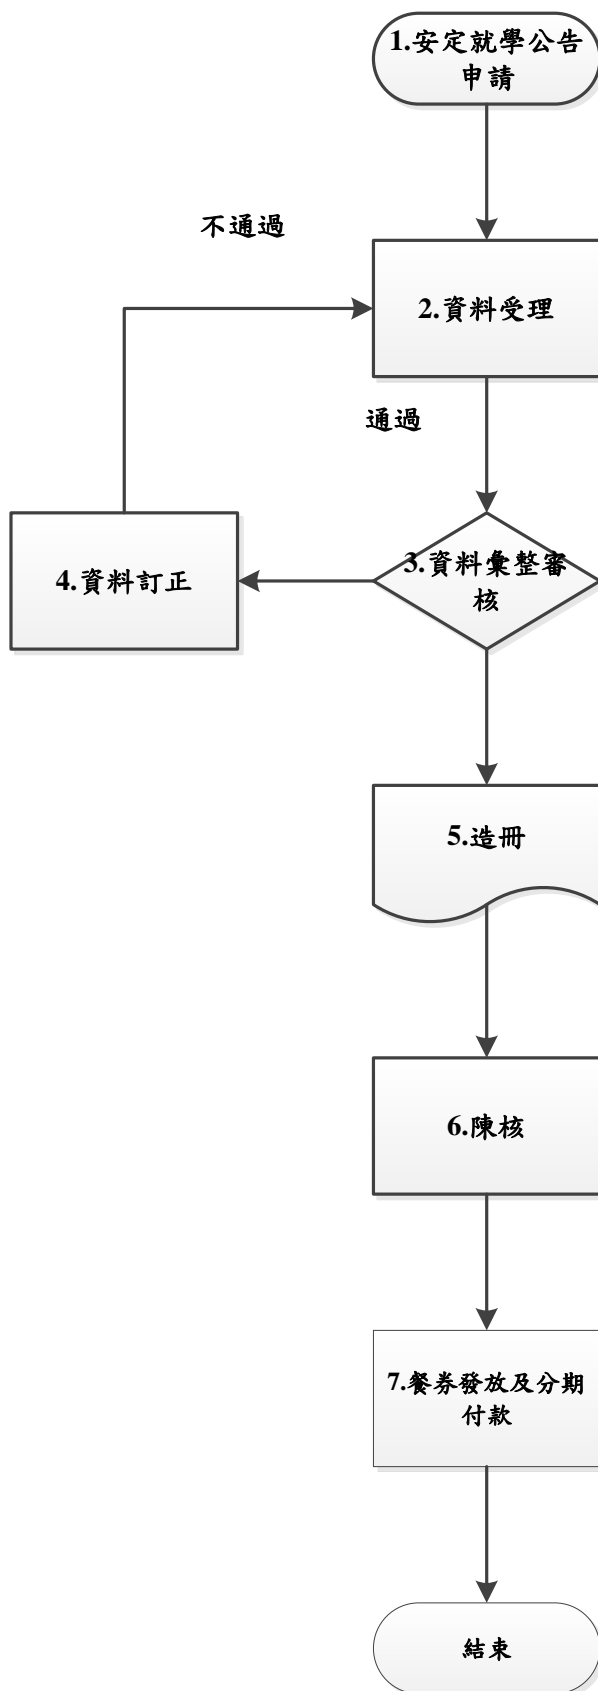 1.安定就學公告
申請
不通過
2.資料受理
通過
3.資料彙整審
核
4.資料訂正
5.造冊
6.陳核
7.餐券發放及分期
付款
結束